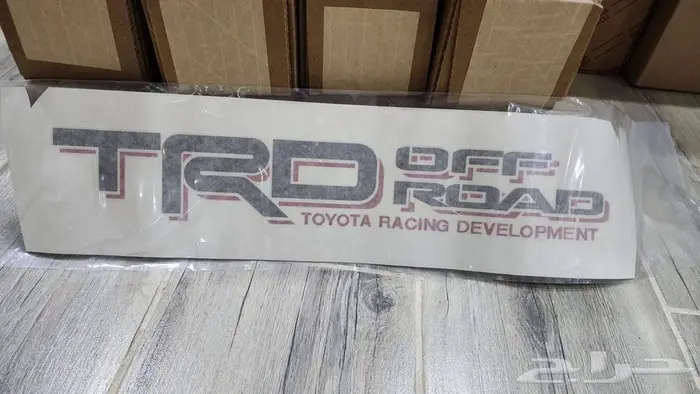 TRD OFF
ROAD
TOYOTA RACING DEVELOPMENT
حراج